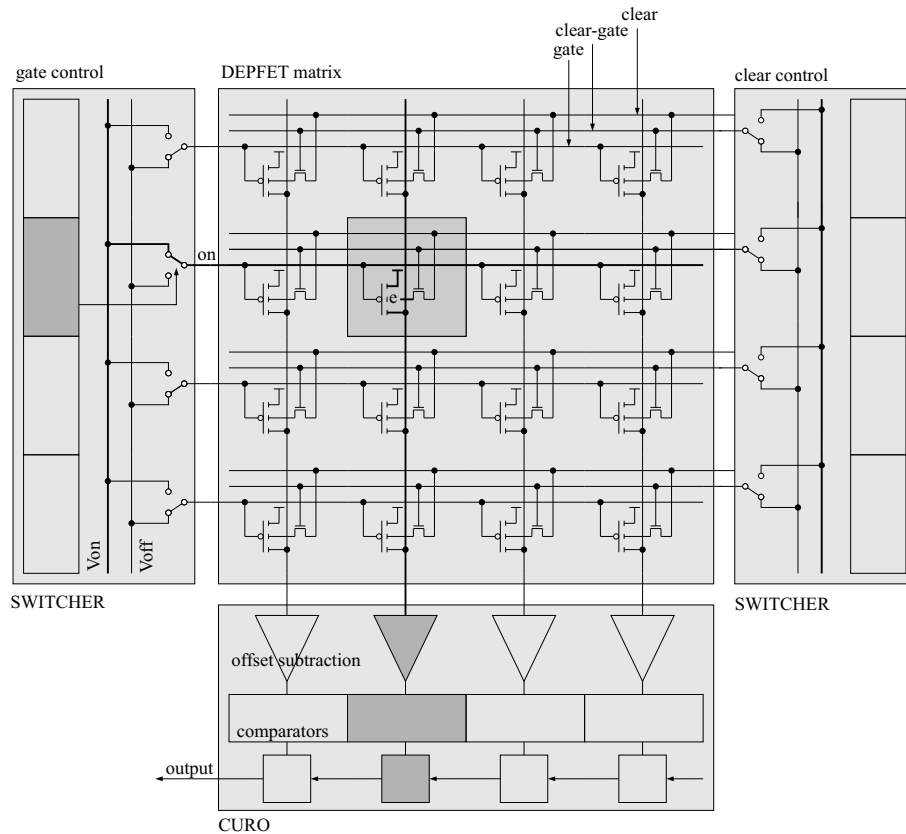 clear
clear-gate
gate
gate control
DEPFET matrix
clear control
on
e
Von
Voff
SWITCHER
SWITCHER
offset subtraction
comparators
output
CURO